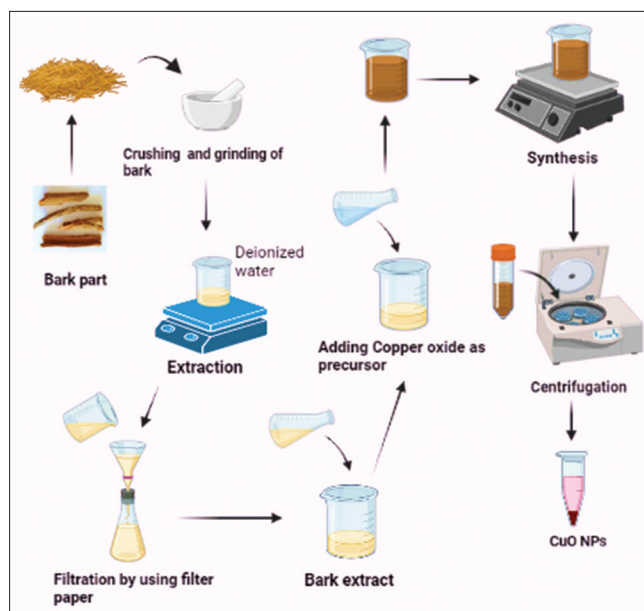 Bark part
Crushing and grinding of
bark
Deionized
water
Extraction
Filtration by using filter
paper
Bark extract
Adding Copper oxide as
precursor
Synthesis
Centrifugation
CuO NPs